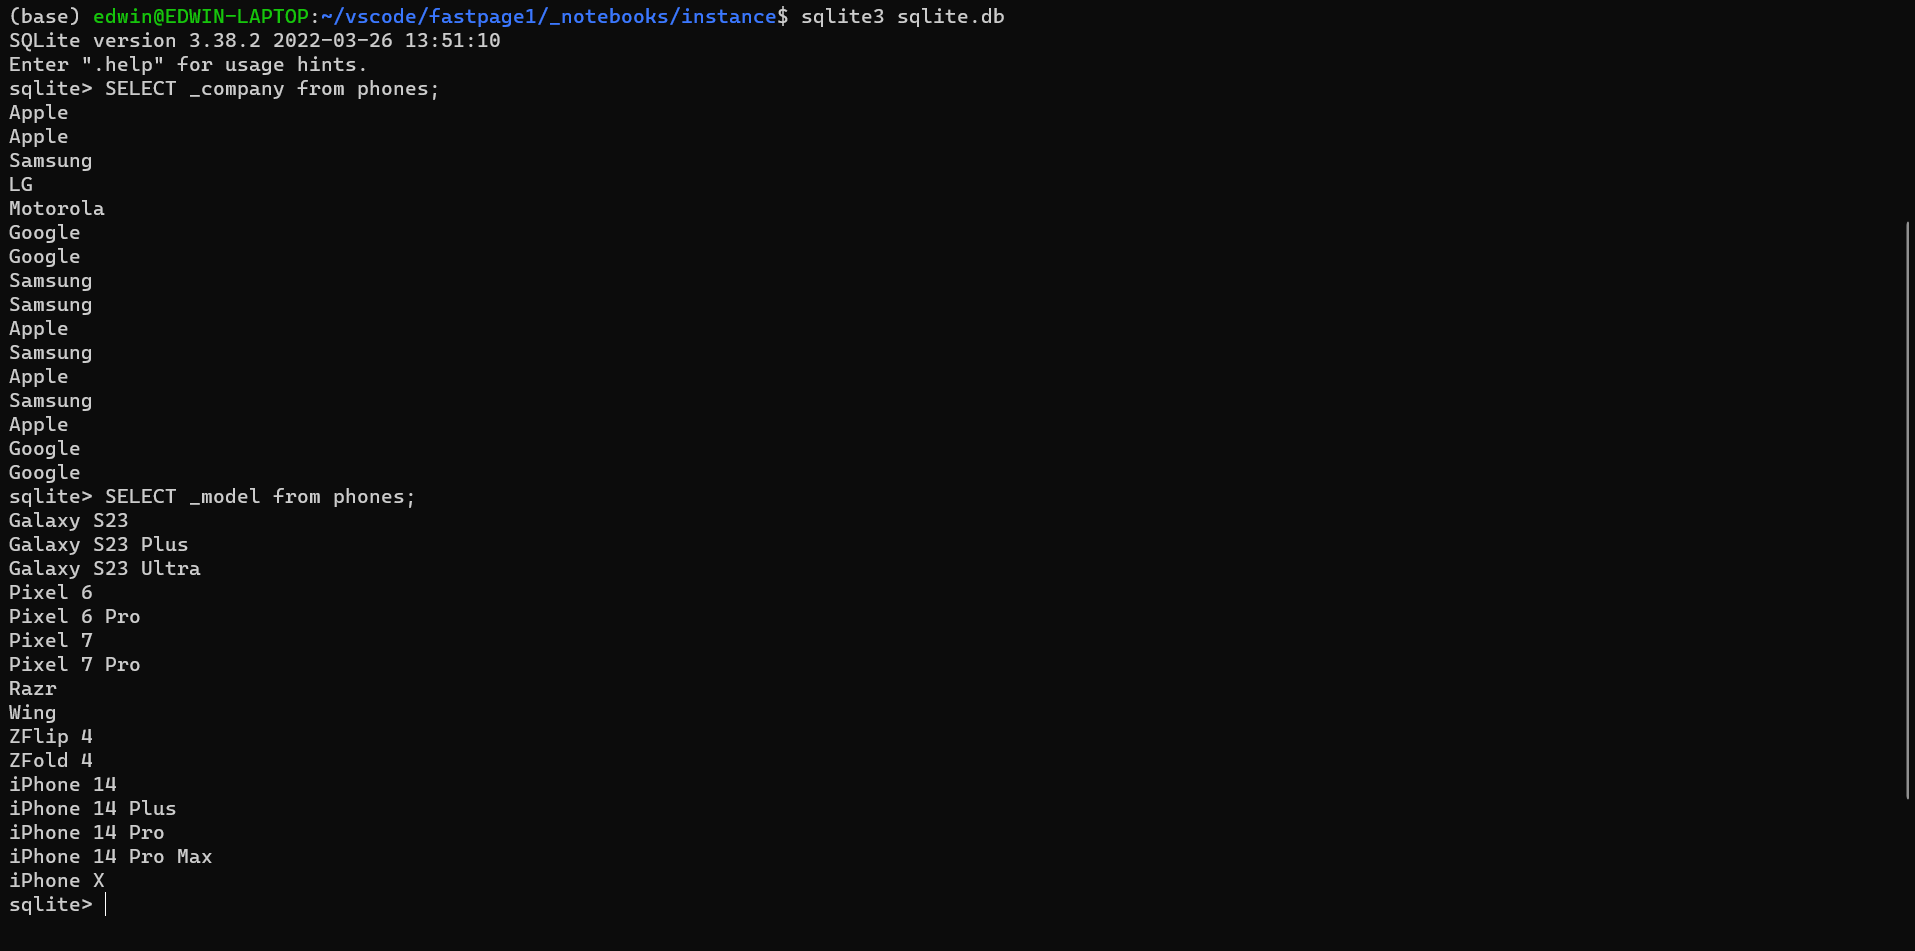 (base) edwin@EDWIN-LAPTOP:~/vscode/fastpage1/_notebooks/instance$ sqlite3 sqlite.db
SQLite version 3.38.2 2022-03-26 13:51:10
Enter ".help" for usage hints.
sqlite> SELECT _company from phones;
Apple
Apple
Samsung
LG
Motorola
Google
Google
Samsung
Samsung
Apple
Samsung
Apple
Samsung
Apple
Google
Google
sqlite> SELECT _model from phones;
Galaxy S23
Galaxy S23 Plus
Galaxy S23 Ultra
Pixel 6
Pixel 6 Pro
Pixel 7
Pixel 7 Pro
Razr
Wing
ZFlip 4
ZFold 4
iPhone 14
iPhone 14 Plus
iPhone 14 Pro
iPhone 14 Pro Max
iPhone X
sqlite>